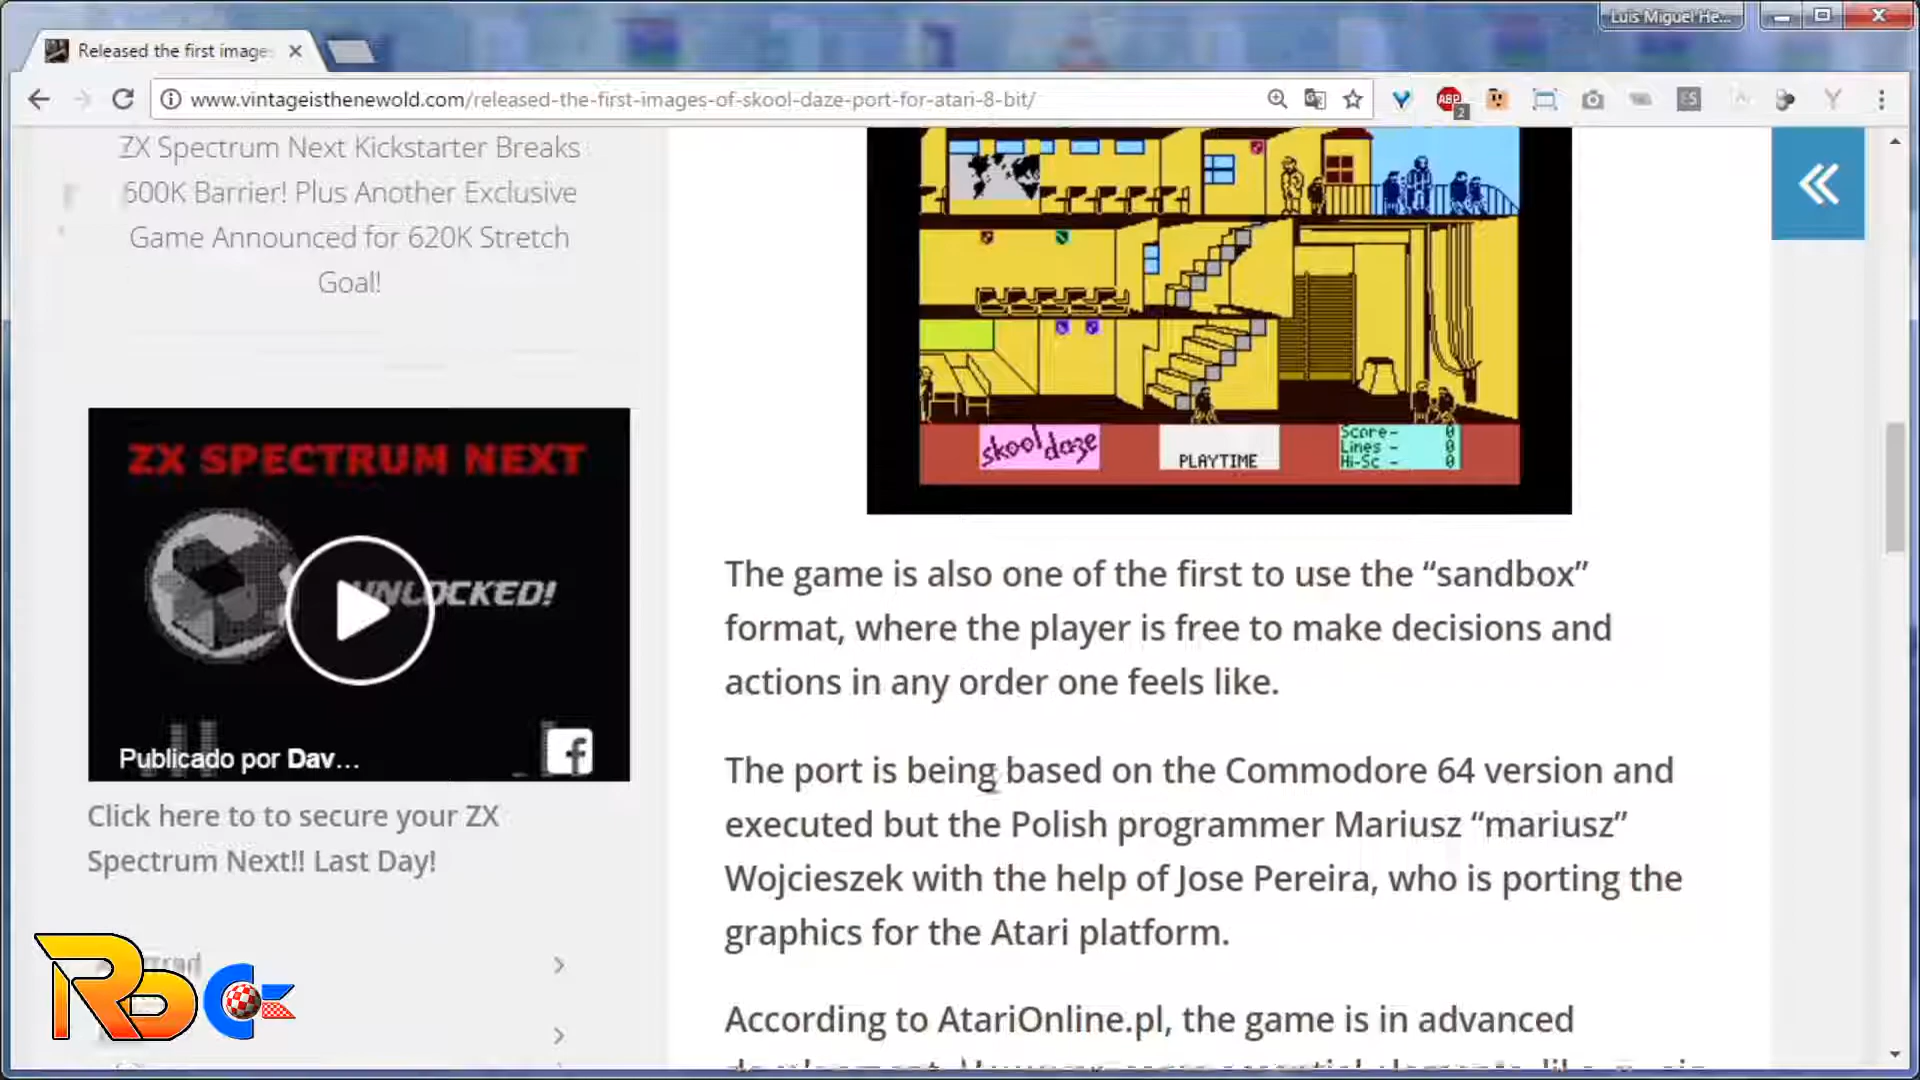 Luis Miguel He...
Released the first image
www.vintageisthenewold.com/released-the-first-images-of-skool-daze-port-for-atari-8-bit/
ABP
2
ES
ZX Spectrum Next Kickstarter Breaks
600K Barrier! Plus Another Exclusive
Game Announced for 620K Stretch
Goal!
ZX SPECTRUM NEXT
UNLOCKED!
Publicado por Dav...
Click here to to secure your ZX
Spectrum Next!! Last Day!
skool daze
PLAYTIME
Score- 0
Lines - 0
Hi-Sc - 0
The game is also one of the first to use the “sandbox”
format, where the player is free to make decisions and
actions in any order one feels like.
The port is being based on the Commodore 64 version and
executed but the Polish programmer Mariusz “mariusz”
Wojcieszek with the help of Jose Pereira, who is porting the
graphics for the Atari platform.
According to AtariOnline.pl, the game is in advanced